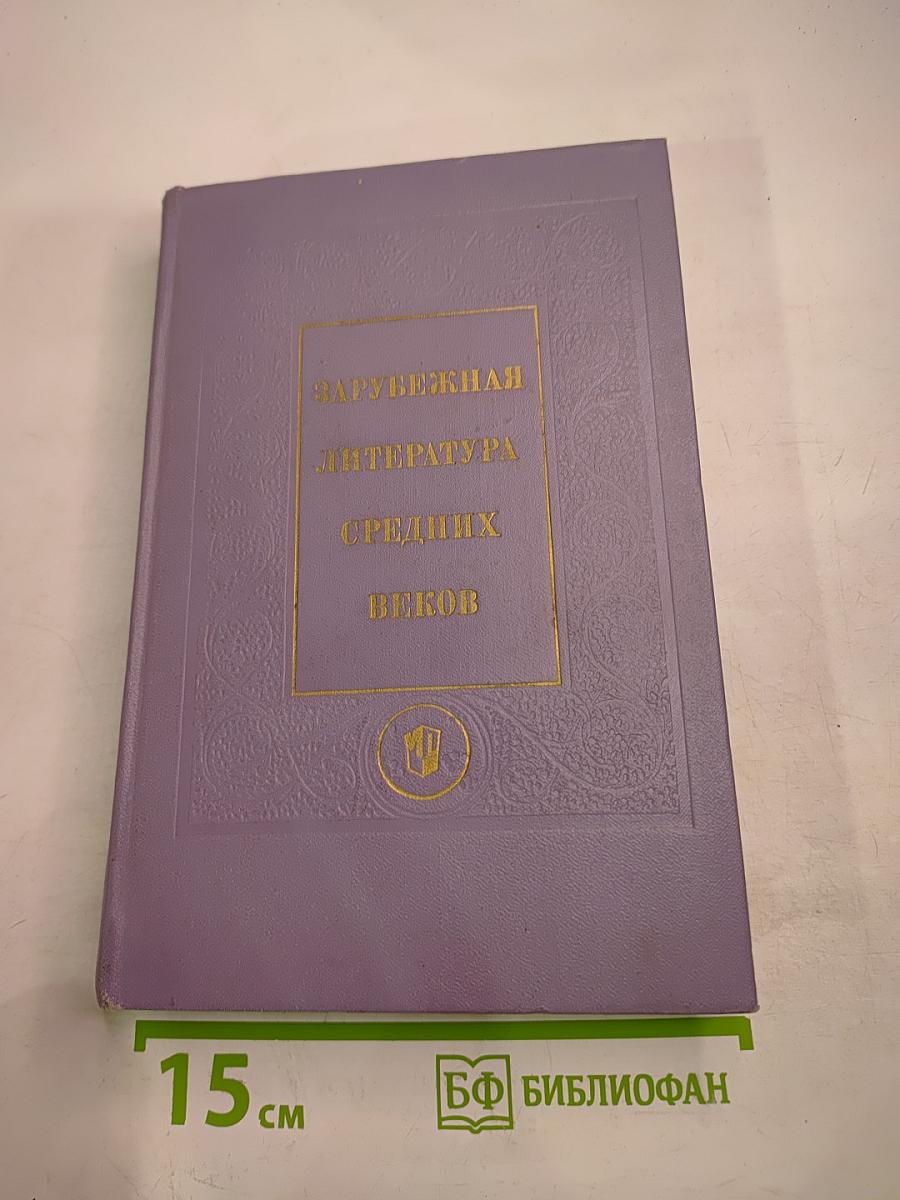 ЗАРУБЕЖНАЯ
ЛИТЕРАТУРА
СРЕДНИХ
ВЕКОВ
15 см
БФ БИБЛИОФАН